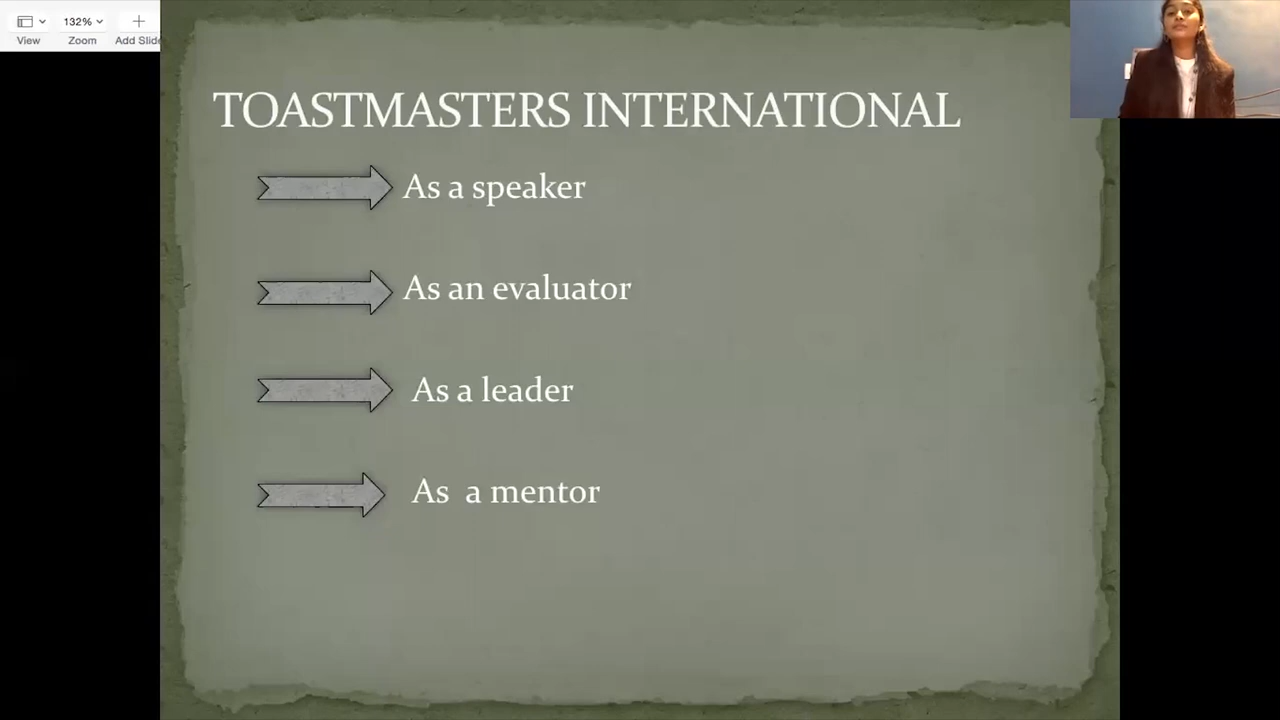 132%
View Zoom Add Slide
TOASTMASTERS INTERNATIONAL
As a speaker
As an evaluator
As a leader
As a mentor